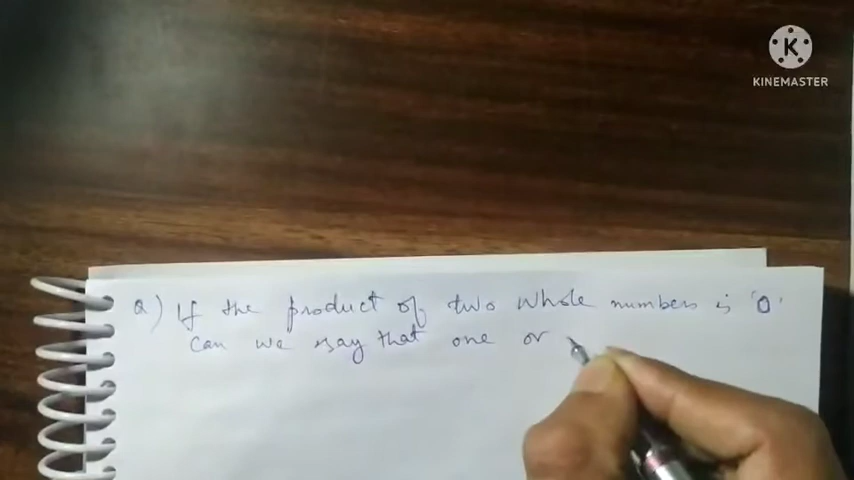 K
KINEMASTER
Q) If the product of two whole numbers is '0'
Can we say that one or